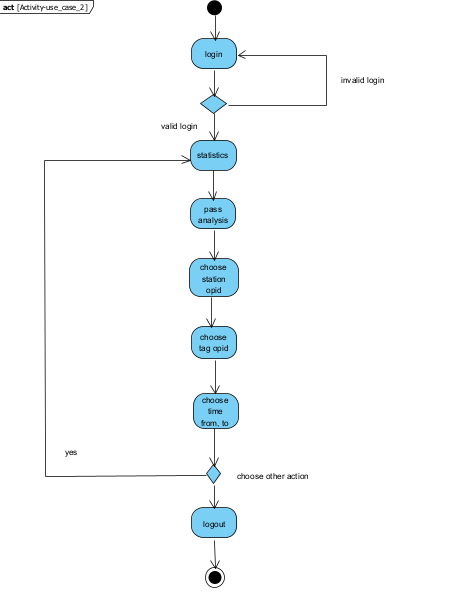 act [Activity-use_case_2]
login
invalid login
valid login
statistics
pass
analysis
choose
station
opid
choose
tag opid
choose
time
from, to
yes
choose other action
logout